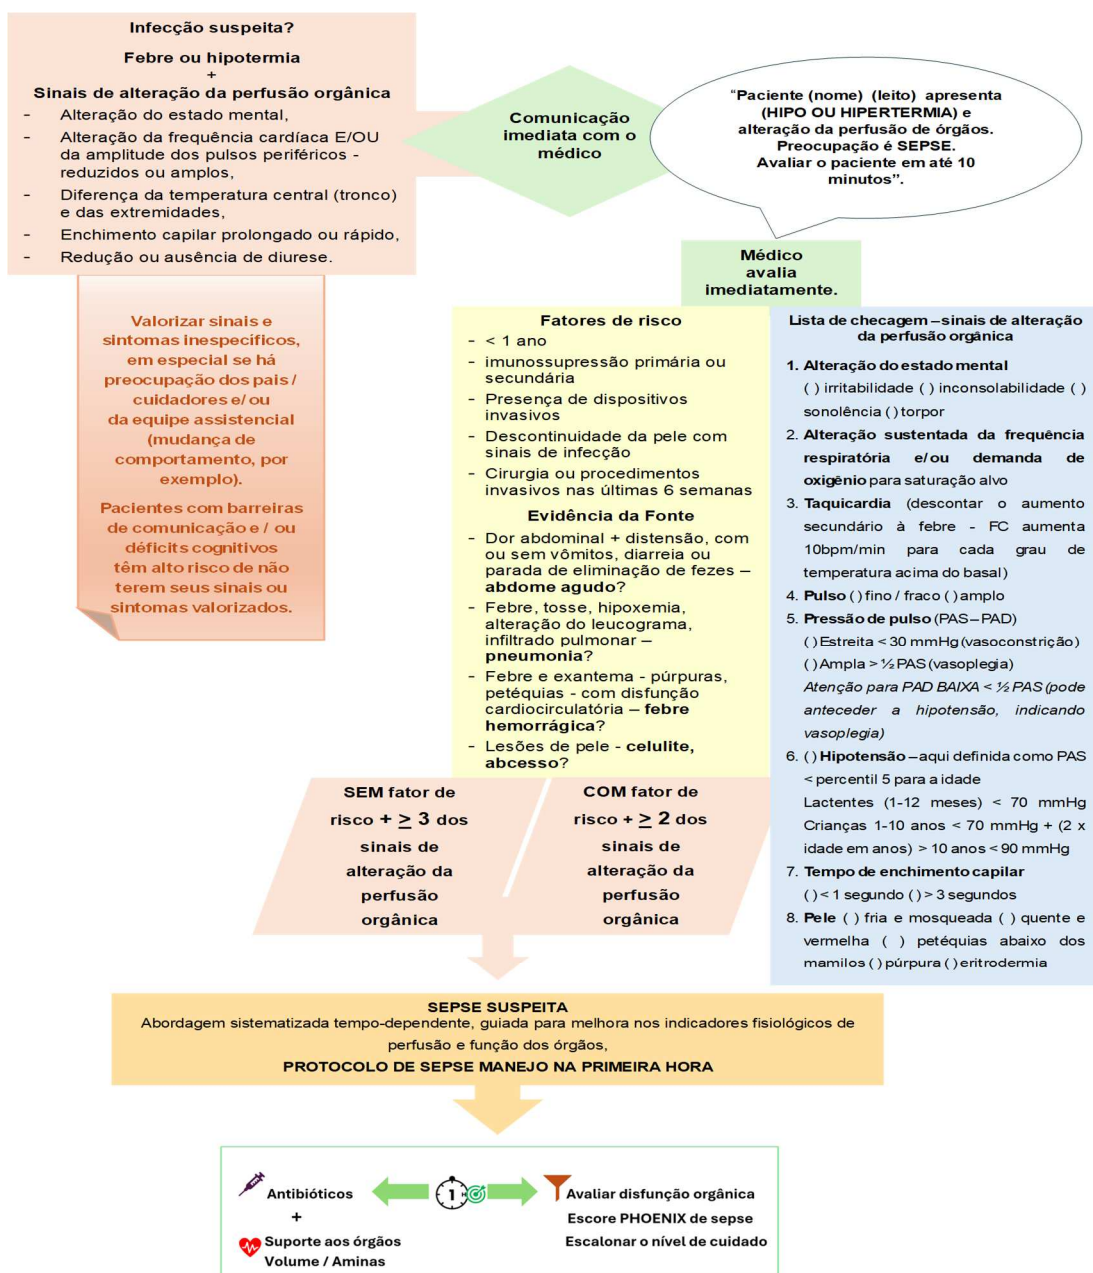 Infecção suspeita?
Febre ou hipotermia
+
Sinais de alteração da perfusão orgânica
- Alteração do estado mental,
- Alteração da frequência cardíaca E/OU
da amplitude dos pulsos periféricos -
reduzidos ou amplos,
- Diferença da temperatura central (tronco)
e das extremidades,
- Enchimento capilar prolongado ou rápido,
- Redução ou ausência de diurese.
Comunicação
imediata com o
médico
“Paciente (nome) (leito) apresenta
(HIPO OU HIPERTERMIA) e
alteração da perfusão de órgãos.
Preocupação é SEPSE.
Avaliar o paciente em até 10
minutos”.
Médico
avalia
imediatamente.
Valorizar sinais e
sintomas inespecíficos,
em especial se há
preocupação dos pais /
cuidadores e/ ou
da equipe assistencial
(mudança de
comportamento, por
exemplo).
Pacientes com barreiras
de comunicação e / ou
déficits cognitivos
têm alto risco de não
terem seus sinais ou
sintomas valorizados.
Fatores de risco
- < 1 ano
- imunossupressão primária ou
secundária
- Presença de dispositivos
invasivos
- Descontinuidade da pele com
sinais de infecção
- Cirurgia ou procedimentos
invasivos nas últimas 6 semanas
Evidência da Fonte
- Dor abdominal + distensão, com
ou sem vômitos, diarreia ou
parada de eliminação de fezes –
abdome agudo?
- Febre, tosse, hipoxemia,
alteração do leucograma,
infiltrado pulmonar –
pneumonia?
- Febre e exantema - púrpuras,
petéquias - com disfunção
cardiocirculatória – febre
hemorrágica?
- Lesões de pele - celulite,
abcesso?
Lista de checagem – sinais de alteração
da perfusão orgânica
1. Alteração do estado mental
( ) irritabilidade ( ) inconsolabilidade ( )
sonolência ( ) torpor
2. Alteração sustentada da frequência
respiratória e/ou demanda de
oxigênio para saturação alvo
3. Taquicardia (descontar o aumento
secundário à febre - FC aumenta
10bpm/min para cada grau de
temperatura acima do basal)
4. Pulso ( ) fino / fraco ( ) amplo
5. Pressão de pulso (PAS – PAD)
( ) Estreita < 30 mmHg (vasoconstrição)
( ) Ampla > ½ PAS (vasoplegia)
Atenção para PAD BAIXA < ½ PAS (pode
anteceder a hipotensão, indicando
vasoplegia)
6. ( ) Hipotensão – aqui definida como PAS
< percentil 5 para a idade
Lactentes (1-12 meses) < 70 mmHg
Crianças 1-10 anos < 70 mmHg + (2 x
idade em anos) > 10 anos < 90 mmHg
7. Tempo de enchimento capilar
( ) < 1 segundo ( ) > 3 segundos
8. Pele ( ) fria e mosqueada ( ) quente e
vermelha ( ) petéquias abaixo dos
mamilos ( ) púrpura ( ) eritrodermia
SEM fator de
risco + ≥ 3 dos
sinais de
alteração da
perfusão
orgânica
COM fator de
risco + ≥ 2 dos
sinais de
alteração da
perfusão
orgânica
SEPSE SUSPEITA
Abordagem sistematizada tempo-dependente, guiada para melhora nos indicadores fisiológicos de
perfusão e função dos órgãos,
PROTOCOLO DE SEPSE MANEJO NA PRIMEIRA HORA
Antibióticos
+
Suporte aos órgãos
Volume / Aminas
1
Avaliar disfunção orgânica
Escore PHOENIX de sepse
Escalonar o nível de cuidado